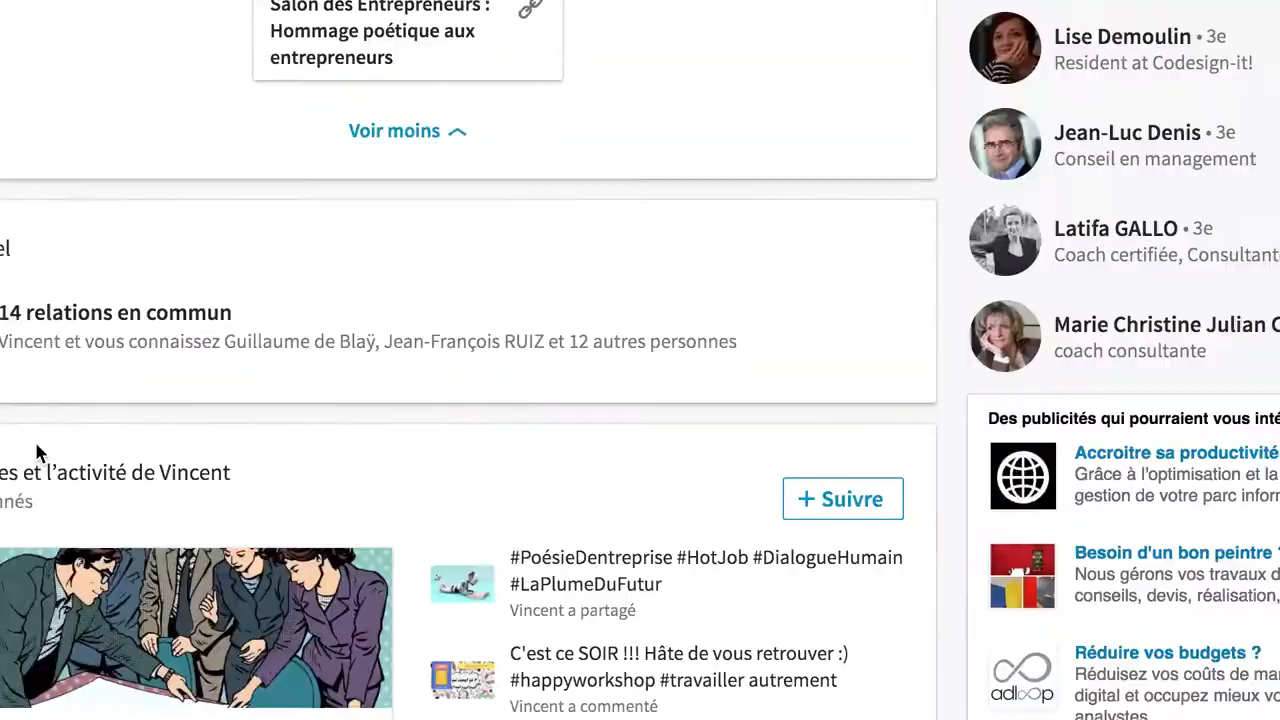 Salon des Entrepreneurs :
Hommage poétique aux
entrepreneurs
Voir moins
el
14 relations en commun
Vincent et vous connaissez Guillaume de Blaÿ, Jean-François RUIZ et 12 autres personnes
es et l'activité de Vincent
nnés
+ Suivre
#PoésieDentreprise #HotJob #DialogueHumain
#LaPlumeDuFutur
Vincent a partagé
C'est ce SOIR !!! Hâte de vous retrouver :)
#happyworkshop #travailler autrement
Vincent a commenté
Lise Demoulin • 3e
Resident at Codesign-it!
Jean-Luc Denis • 3e
Conseil en management
Latifa GALLO • 3e
Coach certifiée, Consultant
Marie Christine Julian
coach consultante
Des publicités qui pourraient vous inté
Accroitre sa productivité
Grâce à l'optimisation et la
gestion de votre parc inform
Besoin d'un bon peintre ?
Nous gérons vos travaux d
conseils, devis, réalisation,
adloop
Réduire vos budgets ?
Réduisez vos coûts de mar
digital et occupez mieux vo
analystes